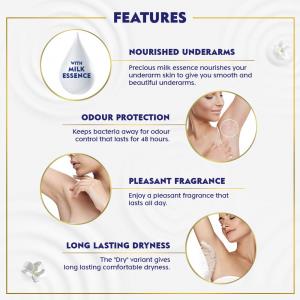 FEATURES
WITH
MILK
ESSENCE
NOURISHED UNDERARMS
Precious milk essence nourishes your
underarm skin to give you smooth and
beautiful underarms.
ODOUR PROTECTION
Keeps bacteria away for odour
control that lasts for 48 hours.
PLEASANT FRAGRANCE
Enjoy a pleasant fragrance that
lasts all day.
LONG LASTING DRYNESS
The "Dry" variant gives
long lasting comfortable dryness.